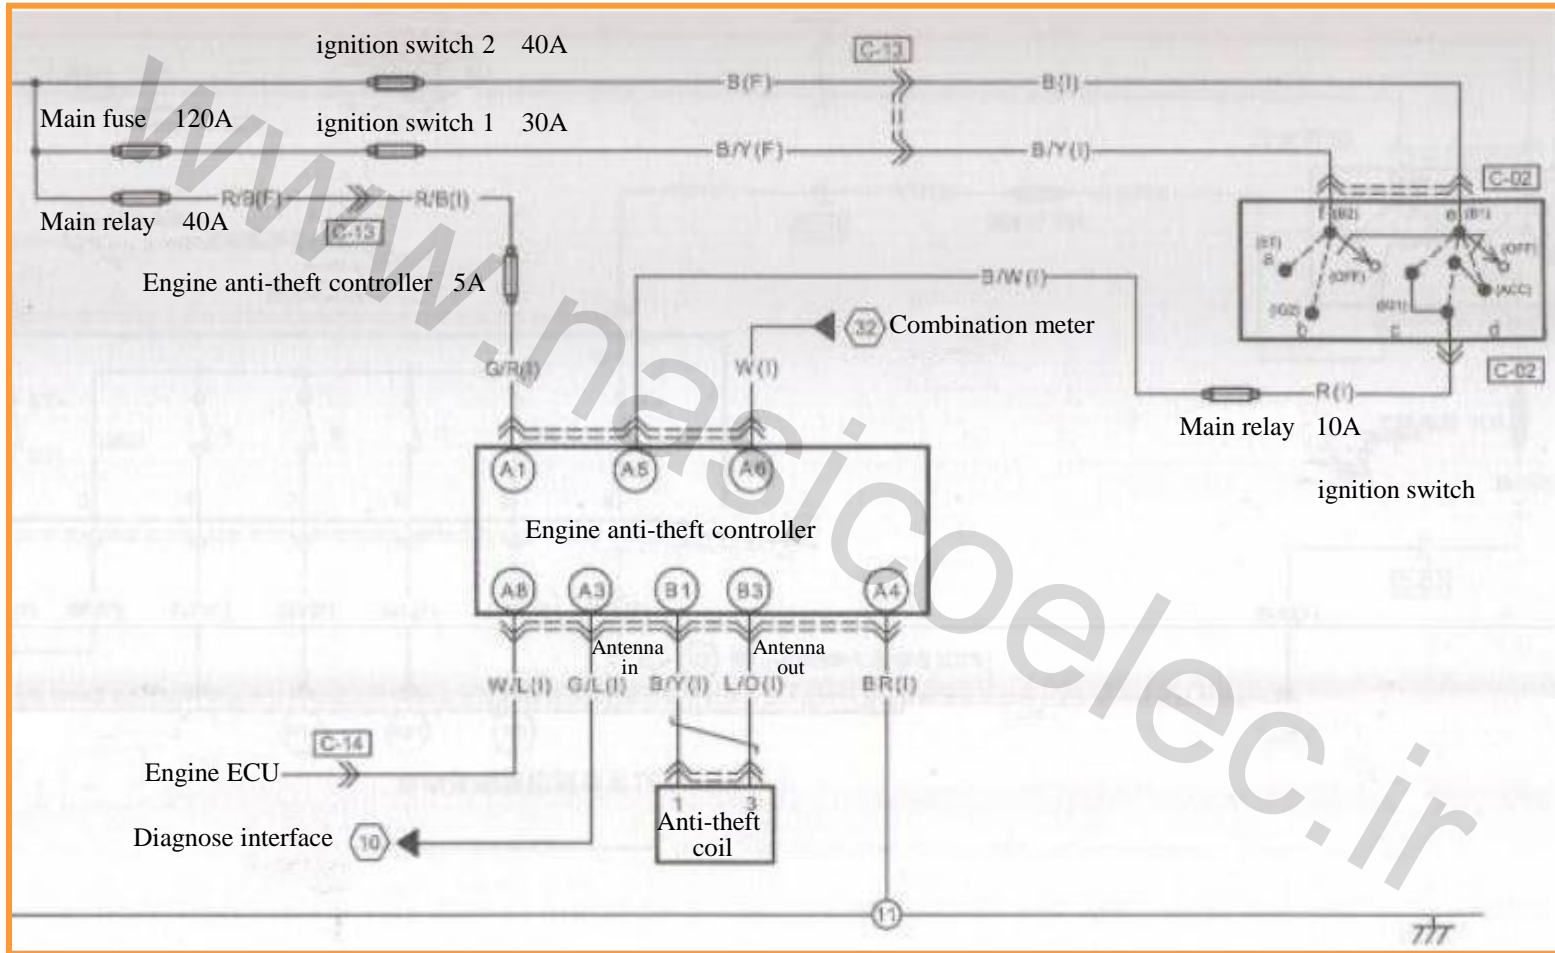 ignition switch 2 40A
C-13
B(F)
B(I)
Main fuse 120A
ignition switch 1 30A
B/Y(F)
B/Y(I)
C-02
R/B(F)
R/B(I)
Main relay 40A
C-13
(B2)
(B1)
(ST)
(OFF)
(OFF)
Engine anti-theft controller 5A
B/W(I)
(ACC)
(IG2)
(IG1)
b
c
d
32
Combination meter
G/R(I)
W(I)
C-02
R(I)
Main relay 10A
A1
A5
A6
ignition switch
Engine anti-theft controller
A8
A3
B1
B3
A4
Antenna
in
Antenna
out
W/L(I)
G/L(I)
B/Y(I)
L/O(I)
BR(I)
C-14
Engine ECU
1
3
Anti-theft
coil
Diagnose interface
10
11
www.nasicoelec.ir